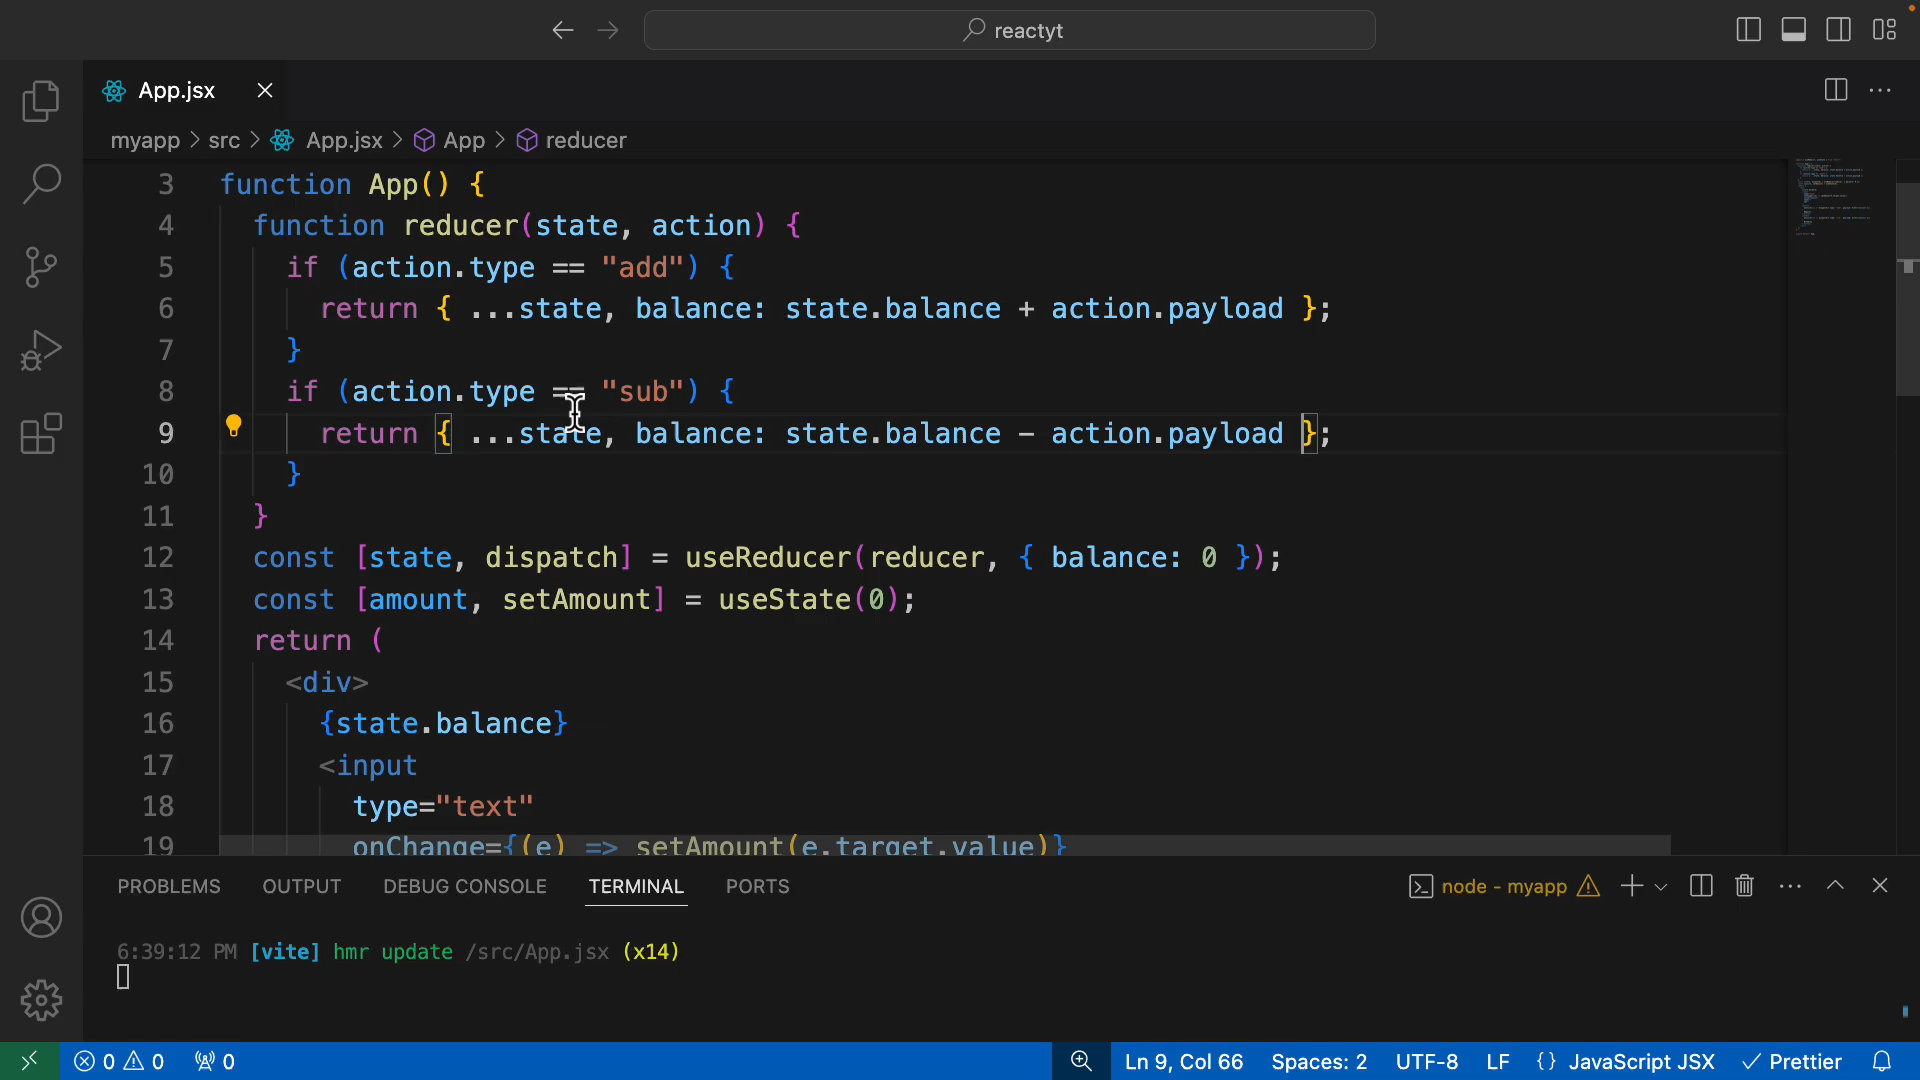 reactyt
App.jsx
myapp > src > App.jsx > App > reducer
3 function App() {
4 function reducer(state, action) {
5 if (action.type == "add") {
6 return { ...state, balance: state.balance + action.payload };
7 }
8 if (action.type == "sub") {
9 return { ...state, balance: state.balance - action.payload };
10 }
11 }
12 const [state, dispatch] = useReducer(reducer, { balance: 0 });
13 const [amount, setAmount] = useState(0);
14 return (
15 <div>
16 {state.balance}
17 <input
18 type="text"
19 onChange={(e) => setAmount(e.target.value)}
PROBLEMS OUTPUT DEBUG CONSOLE TERMINAL PORTS node - myapp
6:39:12 PM [vite] hmr update /src/App.jsx (x14)
0 0 0 Ln 9, Col 66 Spaces: 2 UTF-8 LF {} JavaScript JSX Prettier